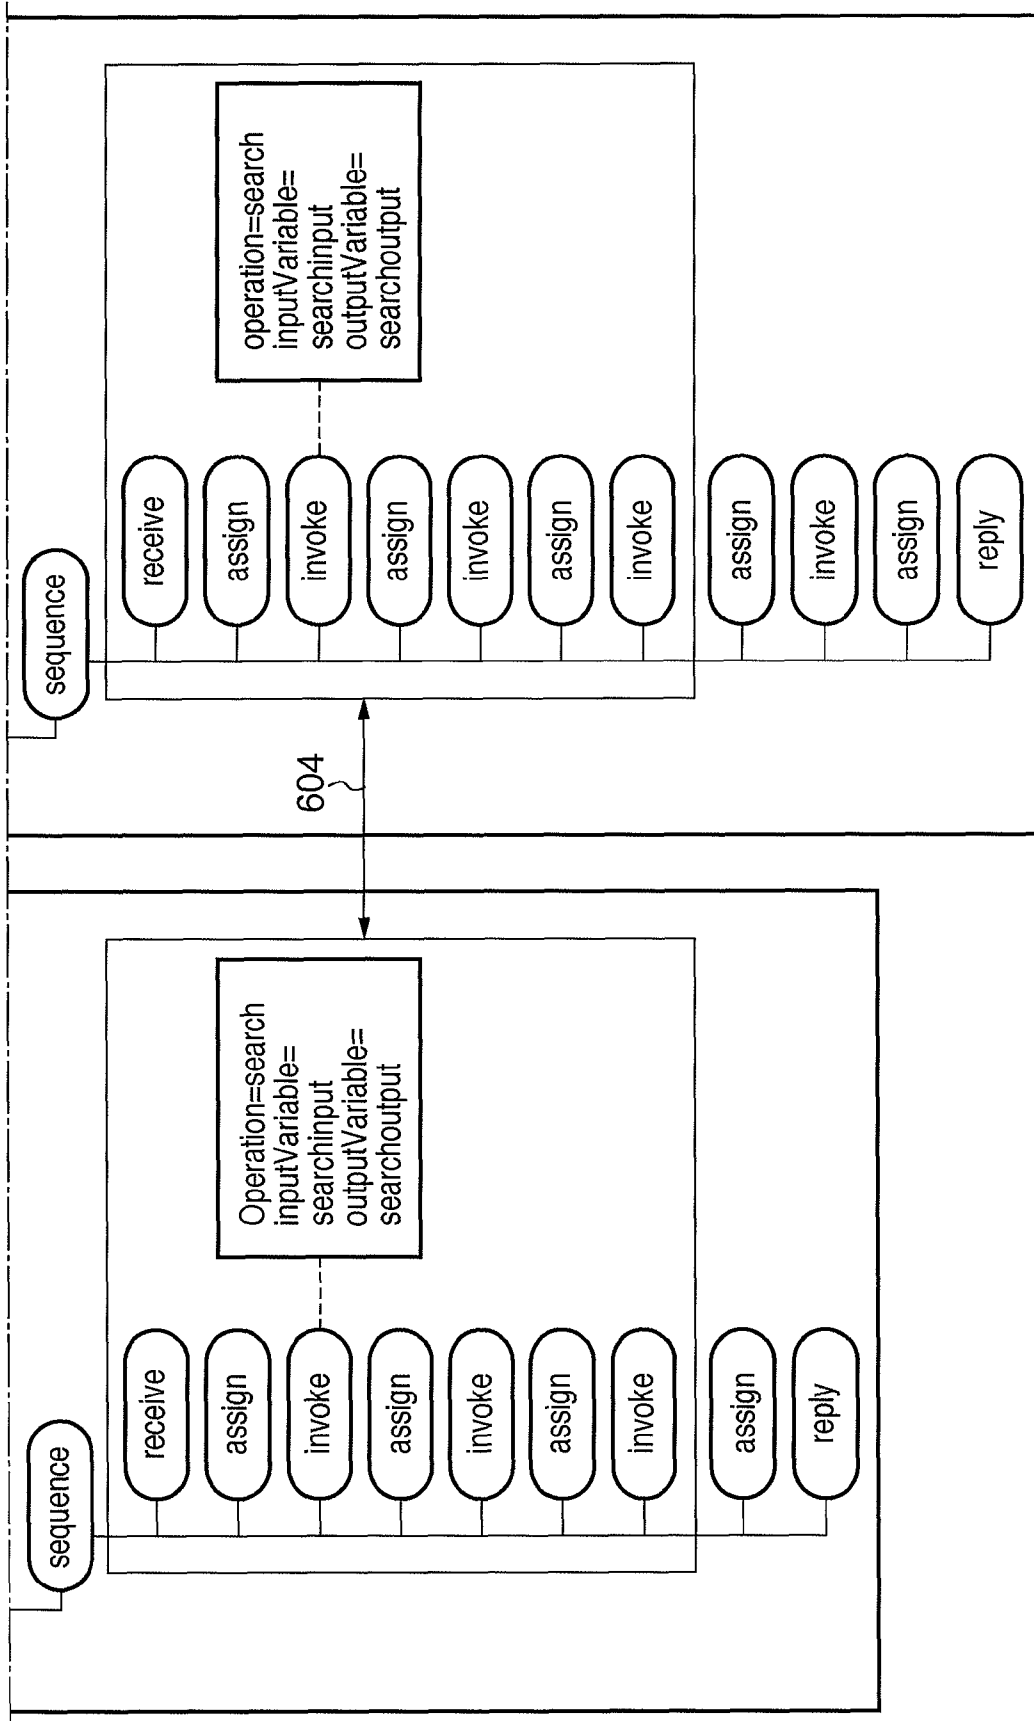 sequence
receive
assign
invoke
assign
invoke
assign
invoke
assign
reply
Operation=search
inputVariable=
searchinput
outputVariable=
searchoutput
604
sequence
receive
assign
invoke
assign
invoke
assign
invoke
assign
invoke
assign
reply
operation=search
inputVariable=
searchinput
outputVariable=
searchoutput